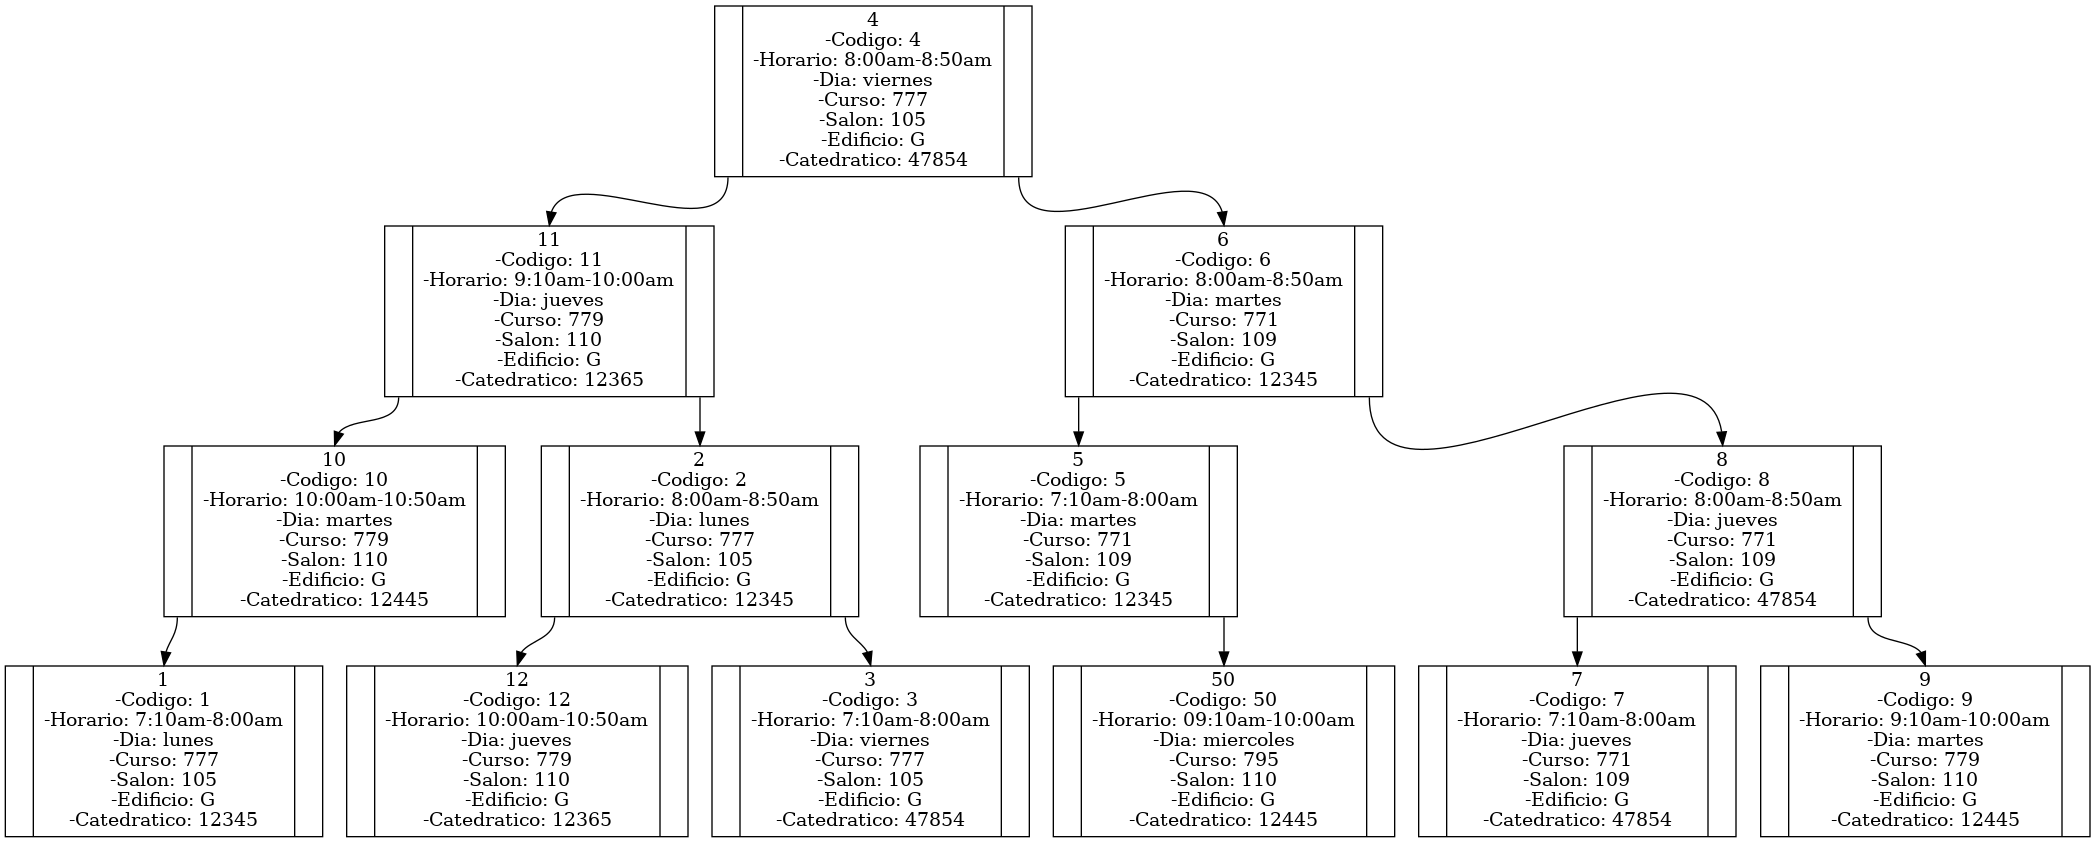 4
-Codigo: 4
-Horario: 8:00am-8:50am
-Dia: viernes
-Curso: 777
-Salon: 105
-Edificio: G
-Catedratico: 47854
11
-Codigo: 11
-Horario: 9:10am-10:00am
-Dia: jueves
-Curso: 779
-Salon: 110
-Edificio: G
-Catedratico: 12365
6
-Codigo: 6
-Horario: 8:00am-8:50am
-Dia: martes
-Curso: 771
-Salon: 109
-Edificio: G
-Catedratico: 12345
10
-Codigo: 10
-Horario: 10:00am-10:50am
-Dia: martes
-Curso: 779
-Salon: 110
-Edificio: G
-Catedratico: 12445
2
-Codigo: 2
-Horario: 8:00am-8:50am
-Dia: lunes
-Curso: 777
-Salon: 105
-Edificio: G
-Catedratico: 12345
5
-Codigo: 5
-Horario: 7:10am-8:00am
-Dia: martes
-Curso: 771
-Salon: 109
-Edificio: G
-Catedratico: 12345
8
-Codigo: 8
-Horario: 8:00am-8:50am
-Dia: jueves
-Curso: 771
-Salon: 109
-Edificio: G
-Catedratico: 47854
1
-Codigo: 1
-Horario: 7:10am-8:00am
-Dia: lunes
-Curso: 777
-Salon: 105
-Edificio: G
-Catedratico: 12345
12
-Codigo: 12
-Horario: 10:00am-10:50am
-Dia: jueves
-Curso: 779
-Salon: 110
-Edificio: G
-Catedratico: 12365
3
-Codigo: 3
-Horario: 7:10am-8:00am
-Dia: viernes
-Curso: 777
-Salon: 105
-Edificio: G
-Catedratico: 47854
50
-Codigo: 50
-Horario: 09:10am-10:00am
-Dia: miercoles
-Curso: 795
-Salon: 110
-Edificio: G
-Catedratico: 12445
7
-Codigo: 7
-Horario: 7:10am-8:00am
-Dia: jueves
-Curso: 771
-Salon: 109
-Edificio: G
-Catedratico: 47854
9
-Codigo: 9
-Horario: 9:10am-10:00am
-Dia: martes
-Curso: 779
-Salon: 110
-Edificio: G
-Catedratico: 12445